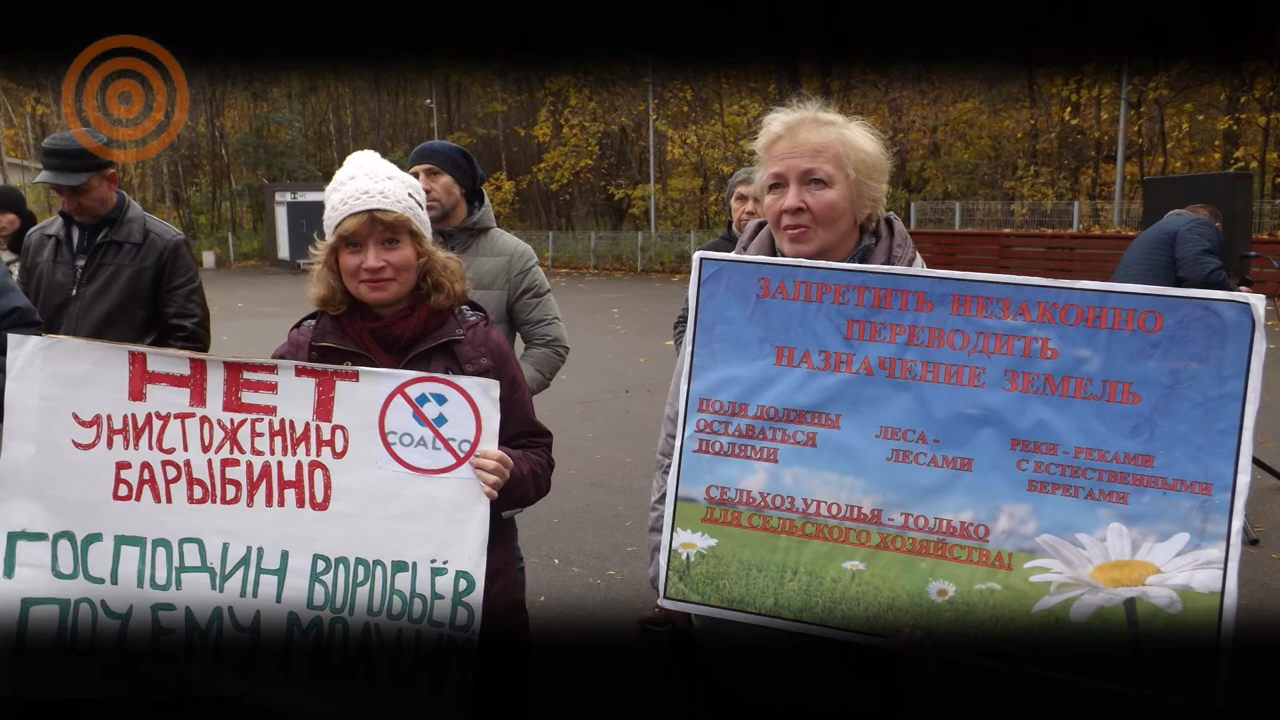 НЕТ
УНИЧТОЖЕНИЮ
БАРЫБИНО
COALCO
ГОСПОДИН ВОРОБЬЁВ,
ПОЧЕМУ
ЗАПРЕТИТЬ НЕЗАКОННО
ПЕРЕВОДИТЬ
НАЗНАЧЕНИЕ ЗЕМЕЛЬ
ПОЛЯ ДОЛЖНЫ
ОСТАВАТЬСЯ
ПОЛЯМИ
ЛЕСА -
ЛЕСАМИ
РЕКИ - РЕКАМИ
С ЕСТЕСТВЕННЫМИ
БЕРЕГАМИ
СЕЛЬХОЗ.УГОДЬЯ - ТОЛЬКО
ДЛЯ СЕЛЬСКОГО ХОЗЯЙСТВА!